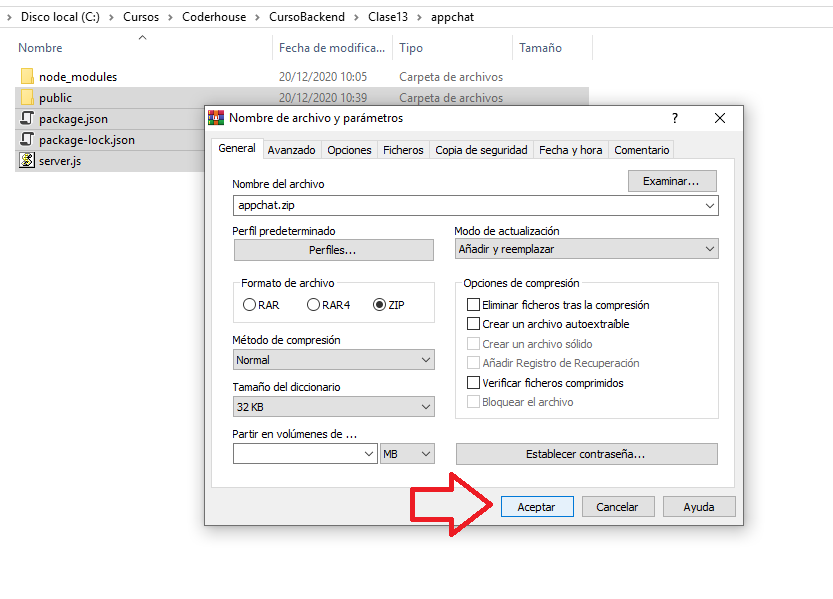 Disco local (C:) > Cursos > Coderhouse > CursoBackend > Clase13 > appchat
Nombre Fecha de modifica... Tipo Tamaño
node_modules 20/12/2020 10:05 Carpeta de archivos
public 20/12/2020 10:39 Carpeta de archivos
package.json
package-lock.json
server.js
Nombre de archivo y parámetros
General Avanzado Opciones Ficheros Copia de seguridad Fecha y hora Comentario
Nombre del archivo
Examinar...
appchat.zip
Perfil predeterminado
Perfiles...
Modo de actualización
Añadir y reemplazar
Formato de archivo
RAR RAR4 ZIP
Método de compresión
Normal
Tamaño del diccionario
32 KB
Partir en volúmenes de ...
MB
Opciones de compresión
Eliminar ficheros tras la compresión
Crear un archivo autoextraíble
Crear un archivo sólido
Añadir Registro de Recuperación
Verificar ficheros comprimidos
Bloquear el archivo
Establecer contraseña...
Aceptar Cancelar Ayuda